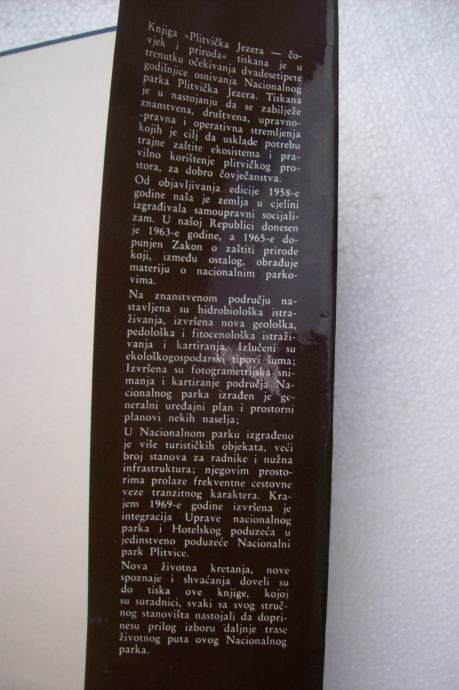 Knjiga »Plitvička Jezera — čo-
vjek i priroda« tiskana je u
trenutku očekivanja dvadesetipete
godišnjice osnivanja Nacionalnog
parka Plitvička Jezera. Tiskana
je u nastojanju da se zabilježe
znanstvena, društvena, upravno-
-pravna i operativna stremljenja
kojih je cilj da usklade potrebu
trajne zaštite ekosistema i pra-
vilno korištenje plitvičkog pro-
stora, za dobro čovječanstva.
Od objavljivanja edicije 1958-e
godine naša je zemlja u cjelini
izgrađivala samoupravni socijali-
zam. U našoj Republici donesen
je 1963-e godine, a 1965-e do-
punjen Zakon o zaštiti prirode
koji, između ostalog, obrađuje
materiju o nacionalnim parko-
vima.
Na znanstvenom području na-
stavljena su hidrobiološka istra-
živanja, izvršena nova geološka,
pedološka i fitocenološka istraži-
vanja i kartiranja. Izlučeni su
ekološkogospodarski tipovi šuma;
Izvršena su fotogrametrijska sni-
manja i kartiranje područja Na-
cionalnog parka izrađen je ge-
neralni uređajni plan i prostorni
planovi nekih naselja;
U Nacionalnom parku izgrađeno
je više turističkih objekata, veći
broj stanova za radnike i nužna
infrastruktura; njegovim prosto-
rima prolaze frekventne cestovne
veze tranzitnog karaktera. Kra-
jem 1969-e godine izvršena je
integracija Uprave nacionalnog
parka i Hotelskog poduzeća u
jedinstveno poduzeće Nacionalni
park Plitvice.
Nova životna kretanja, nove
spoznaje i shvaćanja doveli su
do tiska ove knjige, kojoj
su suradnici, svaki sa svog struč-
nog stanovišta nastojali da dopri-
nesu prilog izboru daljnje trase
životnog puta ovog Nacionalnog
parka.